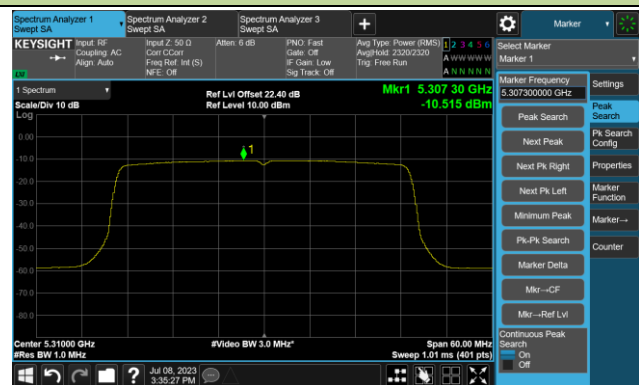 Spectrum Analyzer 1
Swept SA
Spectrum Analyzer 2
Swept SA
Spectrum Analyzer 3
Swept SA
+
Marker
KEYSIGHT
Input: RF
Coupling: AC
Align: Auto
Input Z: 50 Ω
Corr CCorr
Freq Ref: Int (S)
NFE: Off
Atten: 6 dB
PNO: Fast
Gate: Off
IF Gain: Low
Sig Track: Off
Avg Type: Power (RMS)
Avg|Hold: 2320/2320
Trig: Free Run
1 2 3 4 5 6
A W W W W W
A N N N N N
LXI
Select Marker
Marker 1
1 Spectrum
Scale/Div 10 dB
Log
Ref Lvl Offset 22.40 dB
Ref Level 10.00 dBm
Mkr1 5.307 30 GHz
-10.515 dBm
0.00
-10.0
-20.0
-30.0
-40.0
-50.0
-60.0
-70.0
-80.0
1
Center 5.31000 GHz
#Res BW 1.0 MHz
#Video BW 3.0 MHz*
Span 60.00 MHz
Sweep 1.01 ms (401 pts)
Marker Frequency
5.307300000 GHz
Peak Search
Next Peak
Next Pk Right
Next Pk Left
Minimum Peak
Pk-Pk Search
Marker Delta
Mkr→CF
Mkr→Ref Lvl
Continuous Peak
Search
On
Off
Settings
Peak
Search
Pk Search
Config
Properties
Marker
Function
Marker→
Counter
?
Jul 08, 2023
3:35:27 PM